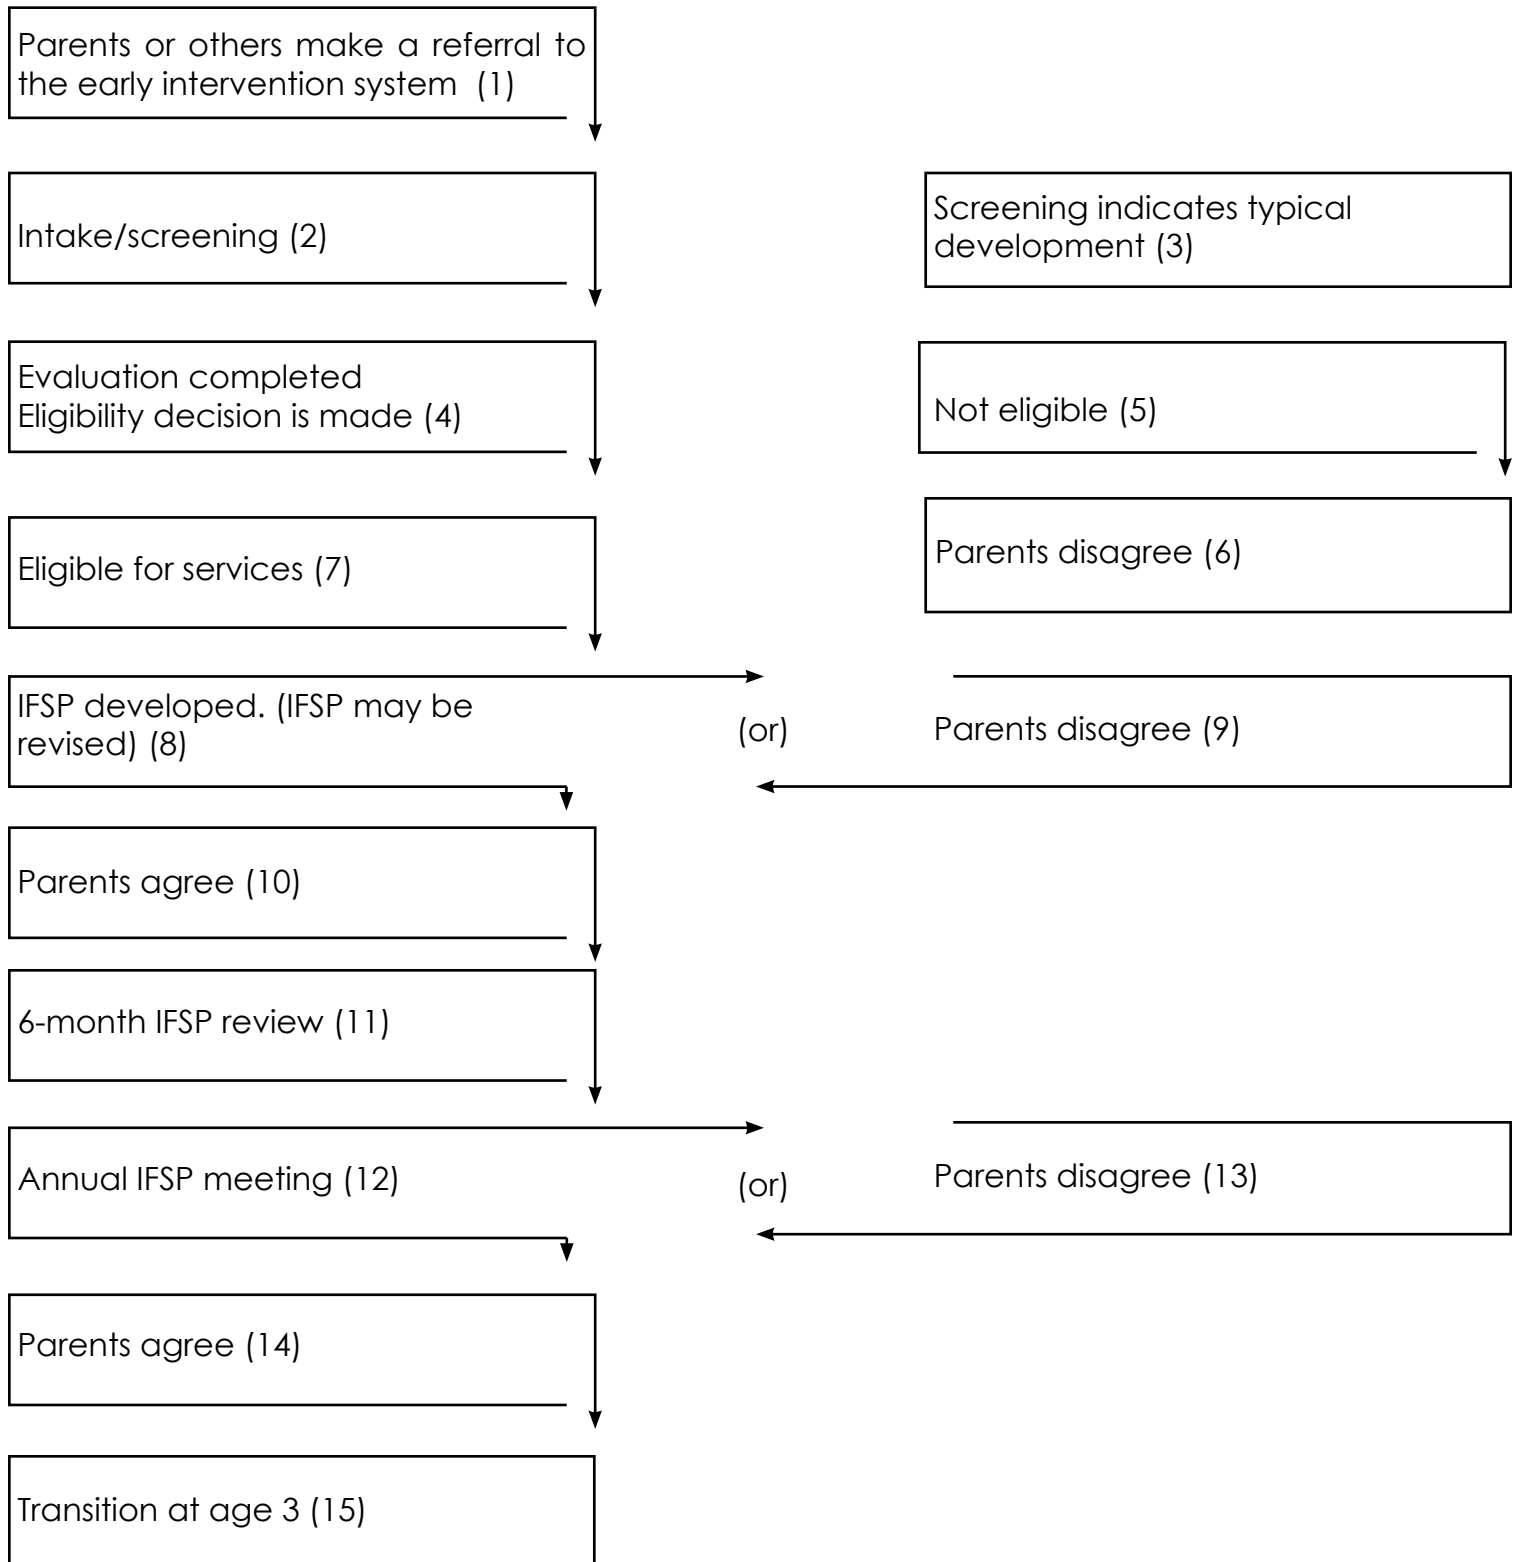 Parents or others make a referral to
the early intervention system (1)
Intake/screening (2)
Screening indicates typical
development (3)
Evaluation completed
Eligibility decision is made (4)
Not eligible (5)
Parents disagree (6)
Eligible for services (7)
IFSP developed. (IFSP may be
revised) (8)
(or)
Parents disagree (9)
Parents agree (10)
6-month IFSP review (11)
Annual IFSP meeting (12)
(or)
Parents disagree (13)
Parents agree (14)
Transition at age 3 (15)